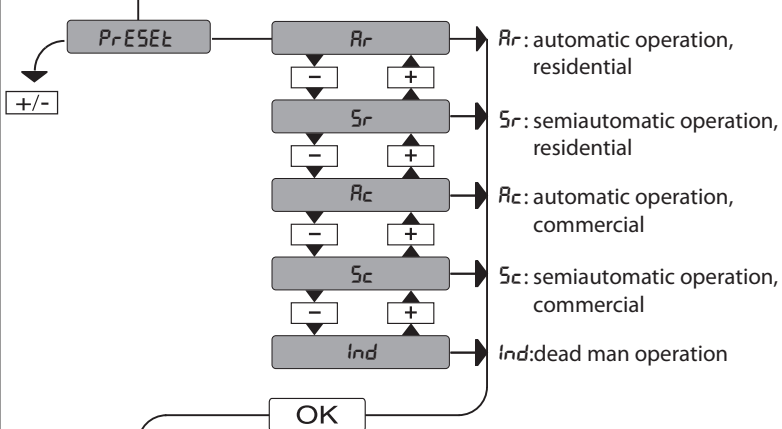 PrESEt
+/-
Ar
Ar: automatic operation,
residential
−
+
Sr
Sr: semiautomatic operation,
residential
−
+
Ac
Ac: automatic operation,
commercial
−
+
Sc
Sc: semiautomatic operation,
commercial
−
+
Ind
Ind:dead man operation
OK